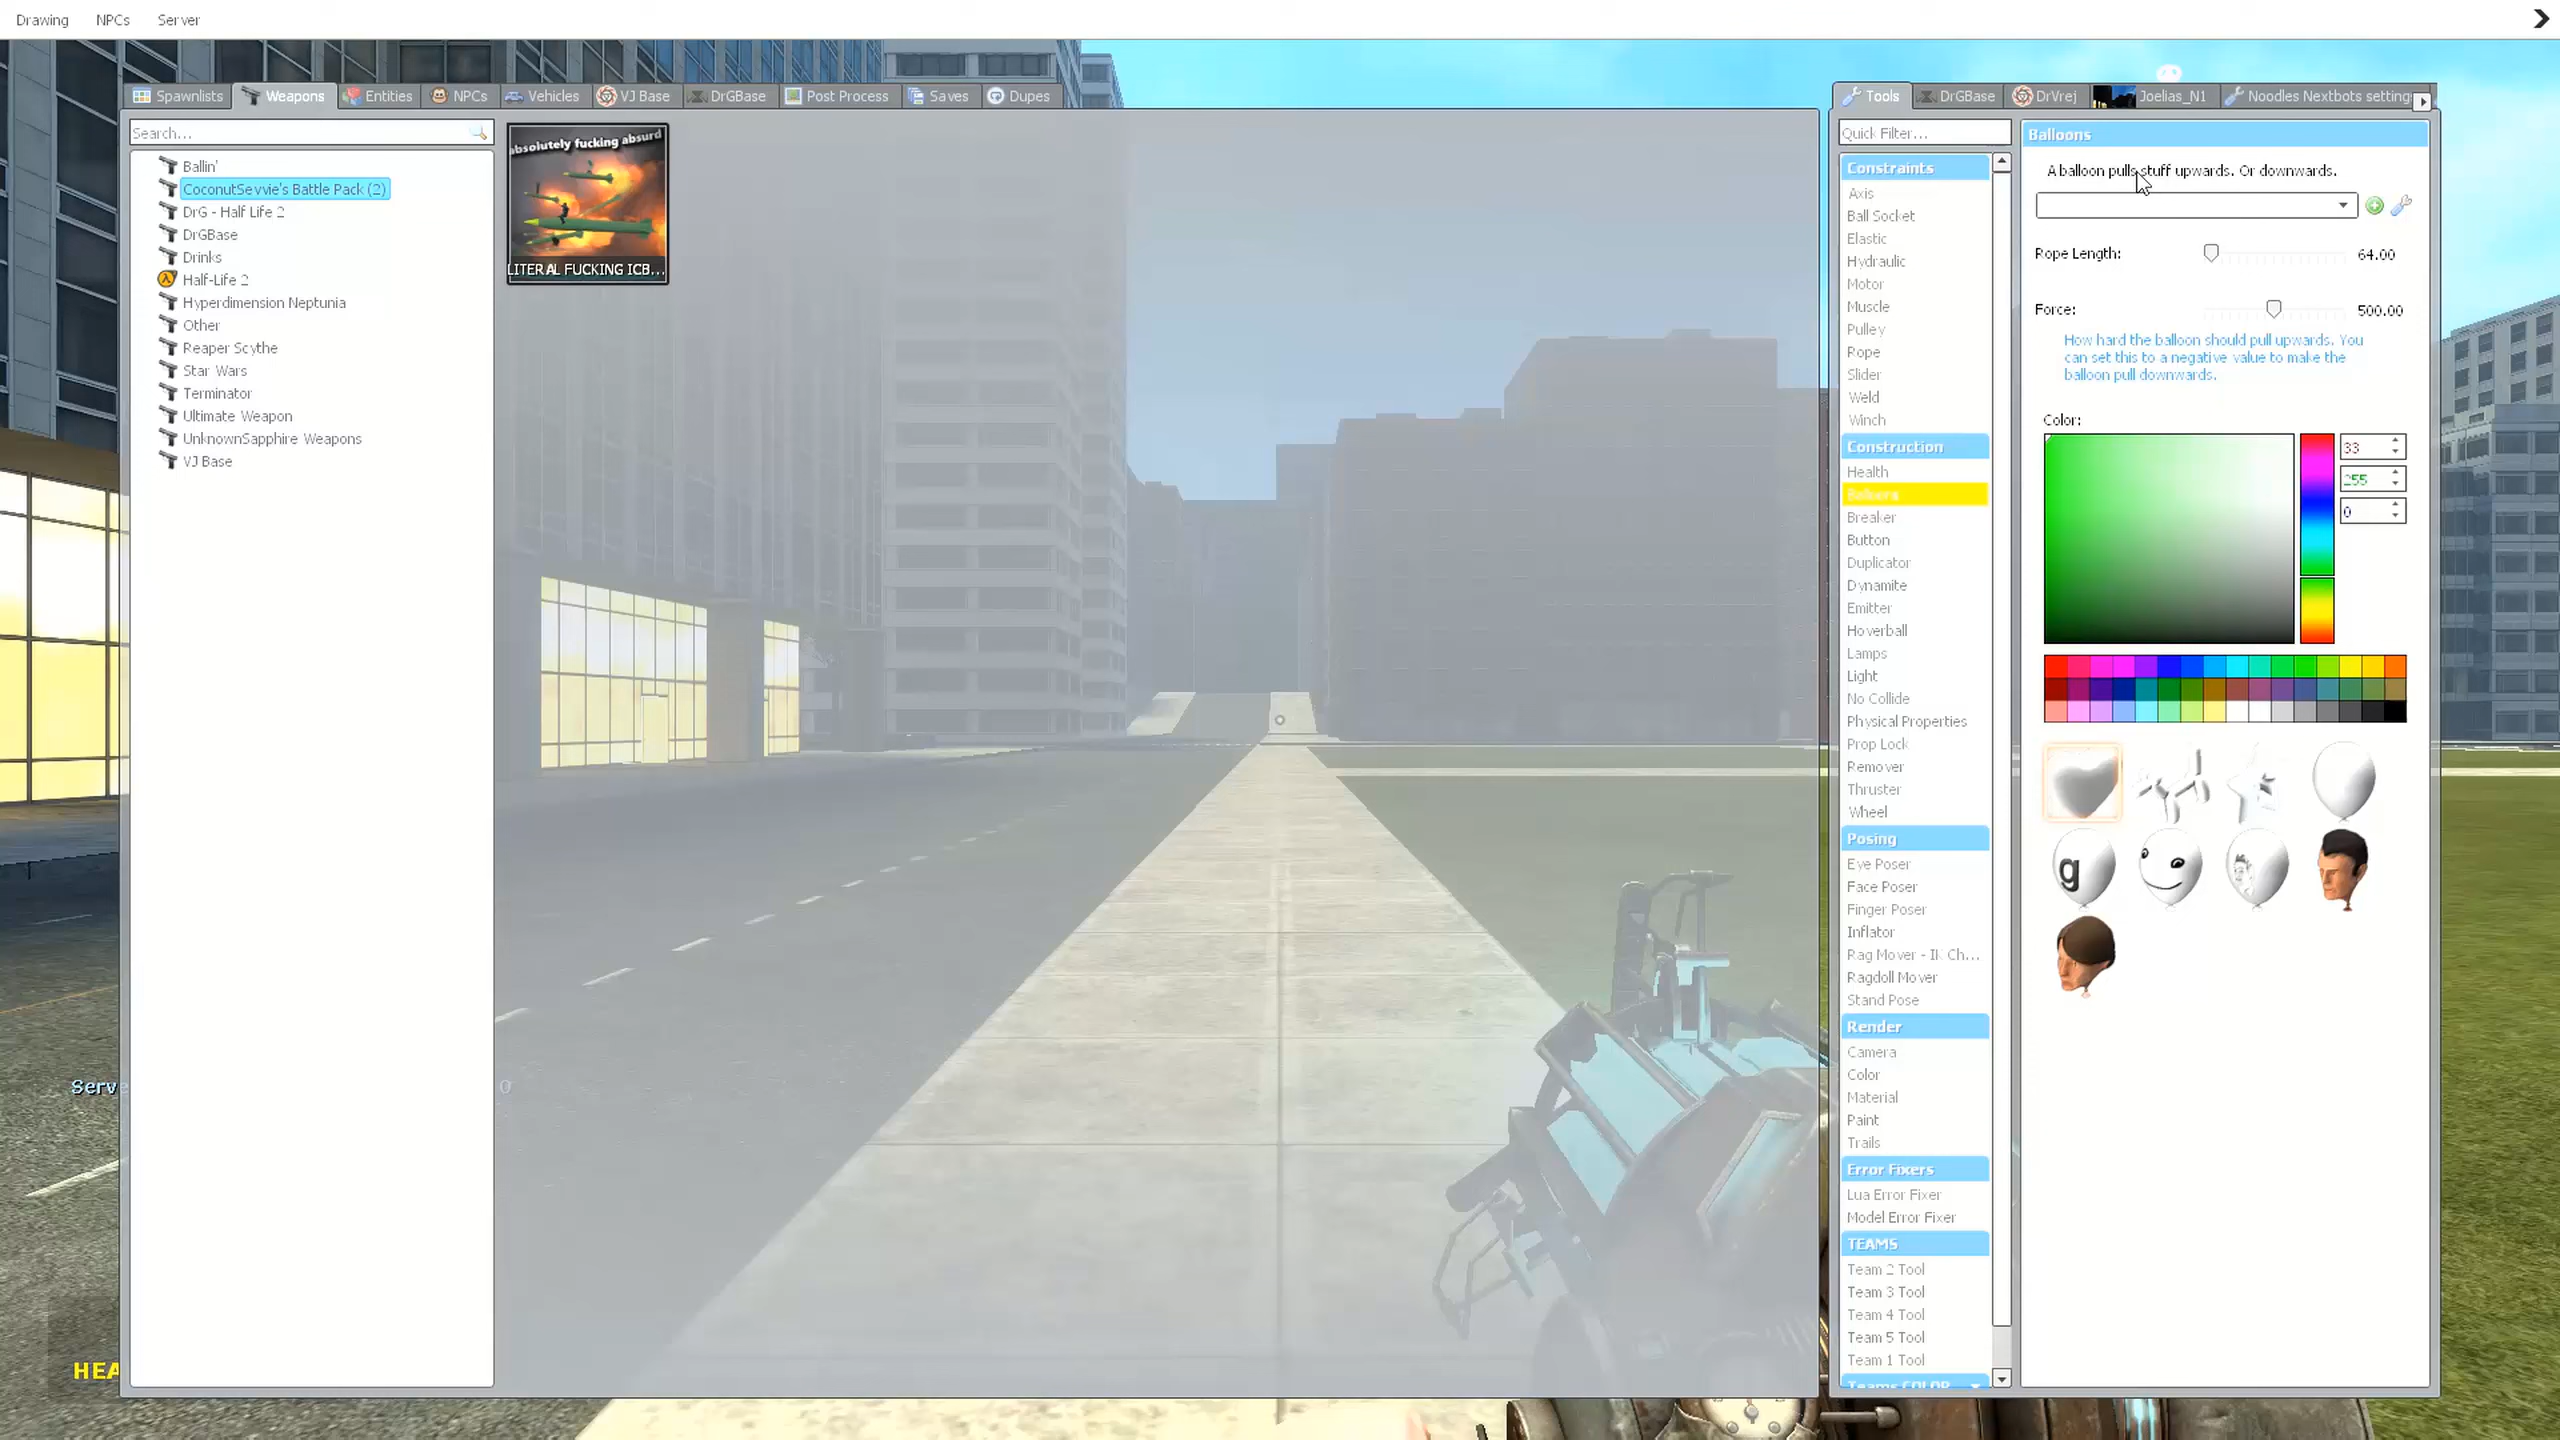 Drawing NPCs Server
Spawnlists Weapons Entities NPCs Vehicles VJ Base DrGBase Post Process Saves Dupes
Search...
Ballin'
CoconutSevvie's Battle Pack (2)
DrG - Half Life 2
DrGBase
Drinks
Half-Life 2
Hyperdimension Neptunia
Other
Reaper Scythe
Star Wars
Terminator
Ultimate Weapon
UnknownSapphire Weapons
VJ Base
absolutely fucking absurd
LITERAL FUCKING ICB...
Serve
0
HEA
Tools DrGBase DrVrej Joelias_N1 Noodles Nextbots setting
Quick Filter...
Constraints
Axis
Ball Socket
Elastic
Hydraulic
Motor
Muscle
Pulley
Rope
Slider
Weld
Winch
Construction
Health
Balloons
Breaker
Button
Duplicator
Dynamite
Emitter
Hoverball
Lamps
Light
No Collide
Physical Properties
Prop Lock
Remover
Thruster
Wheel
Posing
Eye Poser
Face Poser
Finger Poser
Inflator
Rag Mover - IK Ch...
Ragdoll Mover
Stand Pose
Render
Camera
Color
Material
Paint
Trails
Error Fixers
Lua Error Fixer
Model Error Fixer
TEAMS
Team 2 Tool
Team 3 Tool
Team 4 Tool
Team 5 Tool
Team 1 Tool
Teams COLOR
Balloons
A balloon pulls stuff upwards. Or downwards.
Rope Length: 64.00
Force: 500.00
How hard the balloon should pull upwards. You
can set this to a negative value to make the
balloon pull downwards.
Color:
33
255
0
g